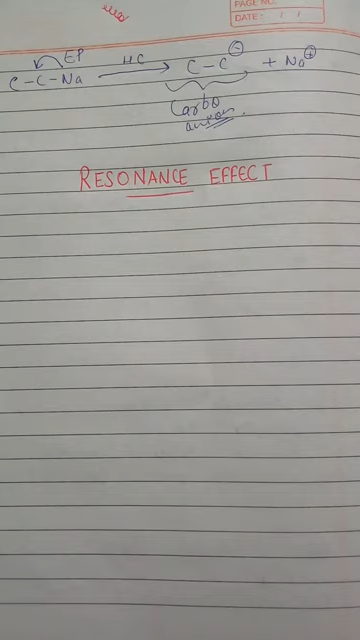 PAGE NO.
DATE: / /
EP
C-C-Na HC → C-C⊖ + Na⊕
Carbo
anion.
RESONANCE EFFECT